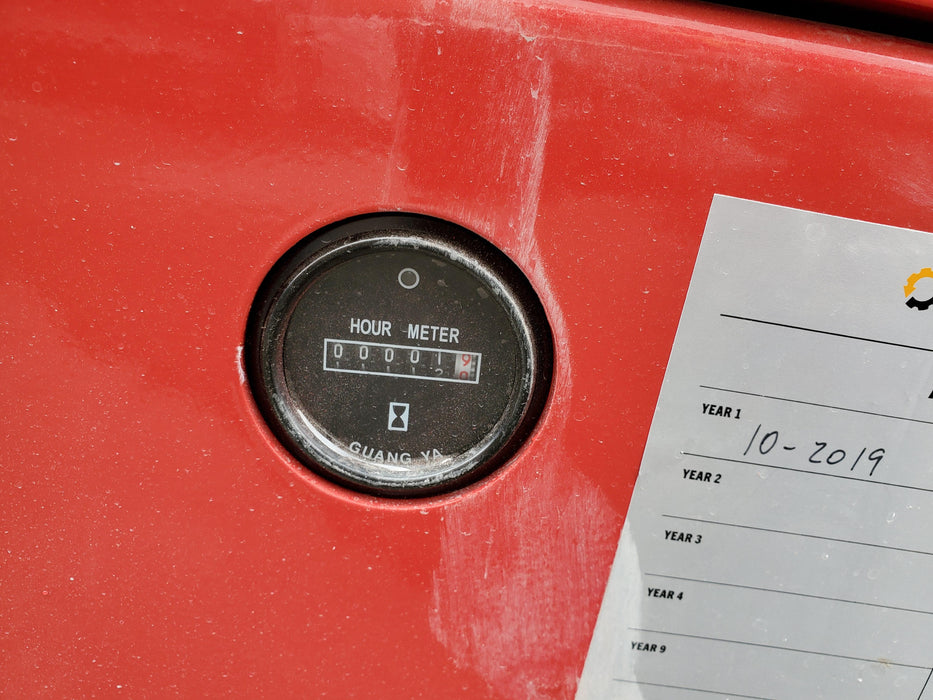 HOUR METER
0 0 0 0 1 9
GUANG YA
YEAR 1
10-2019
YEAR 2
YEAR 3
YEAR 4
YEAR 9